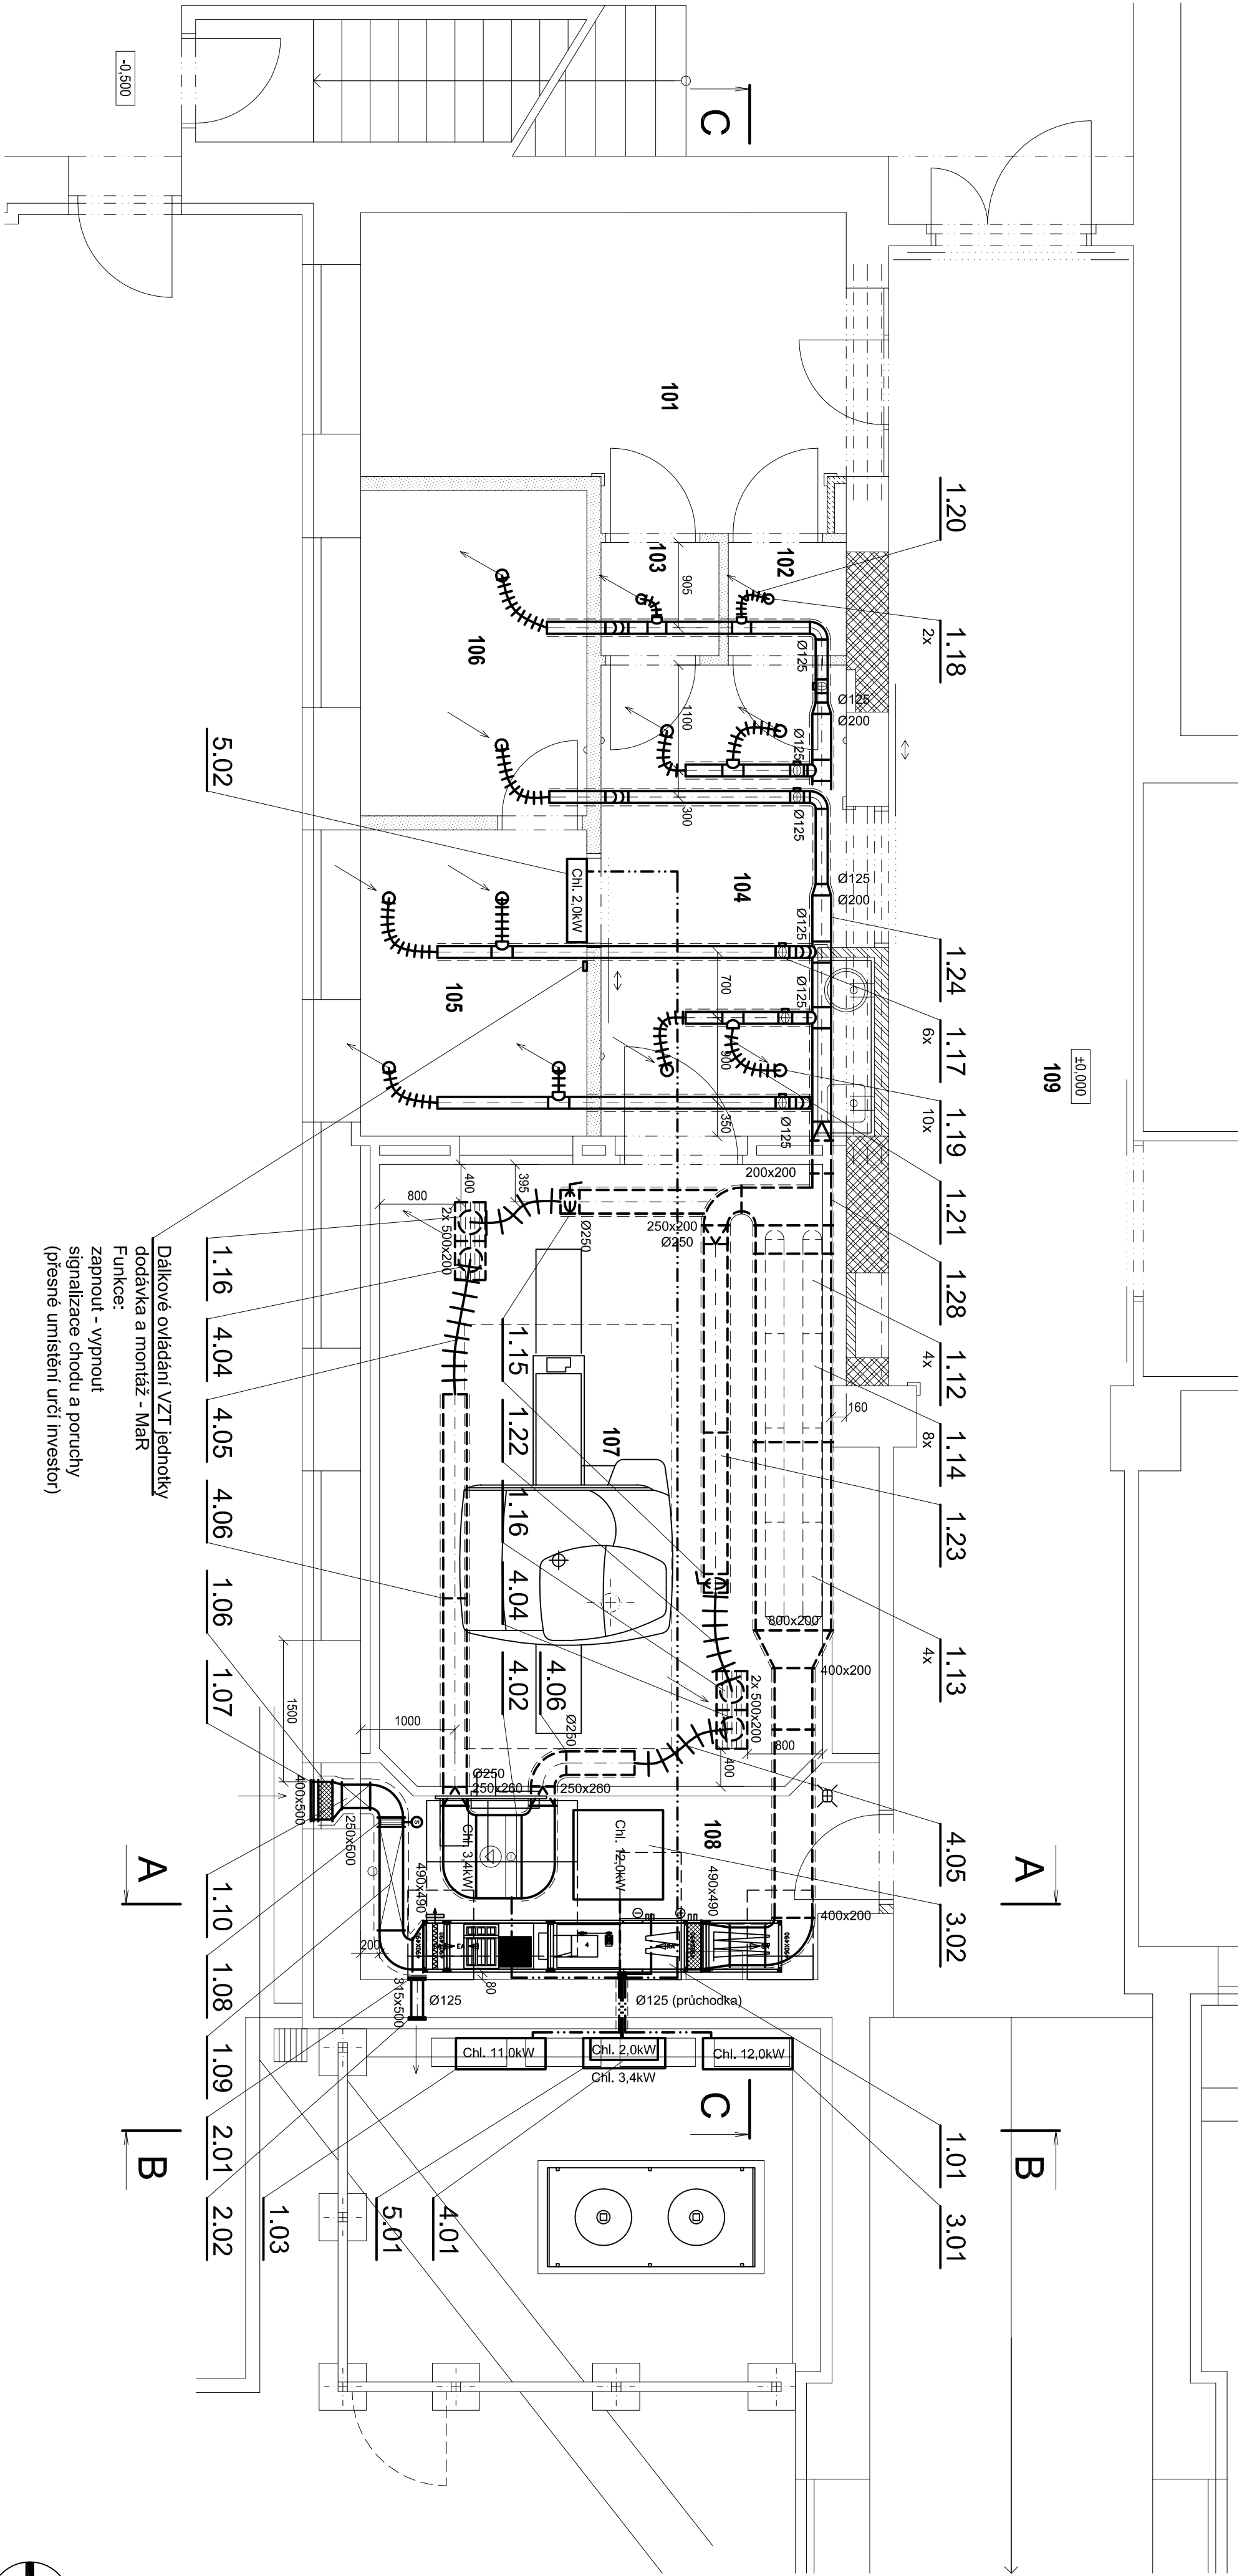 -0,500
C
101
1.20
1.18
2x
1.24
1.17
6x
1.19
10x
±0,000
109
1.21
1.28
1.12
4x
1.14
8x
1.23
1.13
4x
4.05
3.02
1.01
3.01
A
A
B
B
C
103
102
905
106
1100
300
Ø125
Ø125
Ø200
Ø125
Ø125
Ø125
Ø200
Ø125
Ø125
Ø125
104
105
700
900
350
Chl. 2,0kW
5.02
200x200
250x200
Ø250
Ø250
395
400
800
2x 500x200
160
107
1.15
1.22
1.16
4.04
4.02
4.06
800x200
400x200
2x 500x200
800
400
Ø250
1000
1500
Ø250
250x260
250x260
108
Chl. 3,4kW
Chl. 12,0kW
490x490
490x490
400x200
400x500
250x500
200
80
315x500
Ø125
Ø125 (průchodka)
Chl. 11,0kW
Chl. 2,0kW
Chl. 3,4kW
Chl. 12,0kW
Dálkové ovládání VZT jednotky
dodávka a montáž - MaR
Funkce:
zapnout - vypnout
signalizace chodu a poruchy
(přesné umístění určí investor)
1.16
4.04
4.05
4.06
1.06
1.07
1.10
1.08
1.09
2.01
2.02
1.03
5.01
4.01